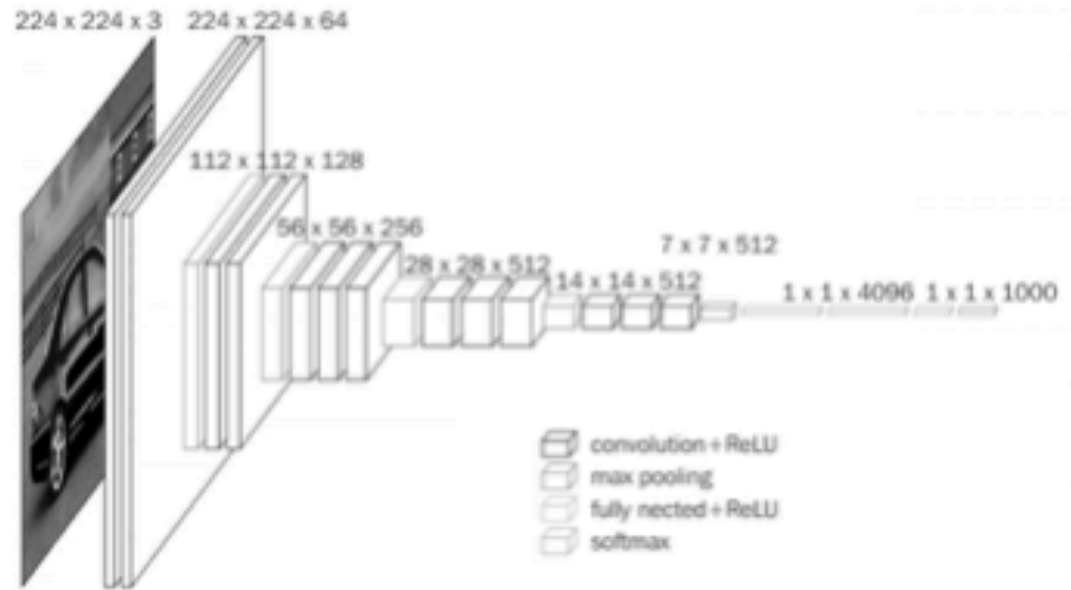 224 x 224 x 3
224 x 224 x 64
112 x 112 x 128
56 x 56 x 256
28 x 28 x 512
14 x 14 x 512
7 x 7 x 512
1 x 1 x 4096
1 x 1 x 1000
convolution+ReLU
max pooling
fully nected+ReLU
softmax